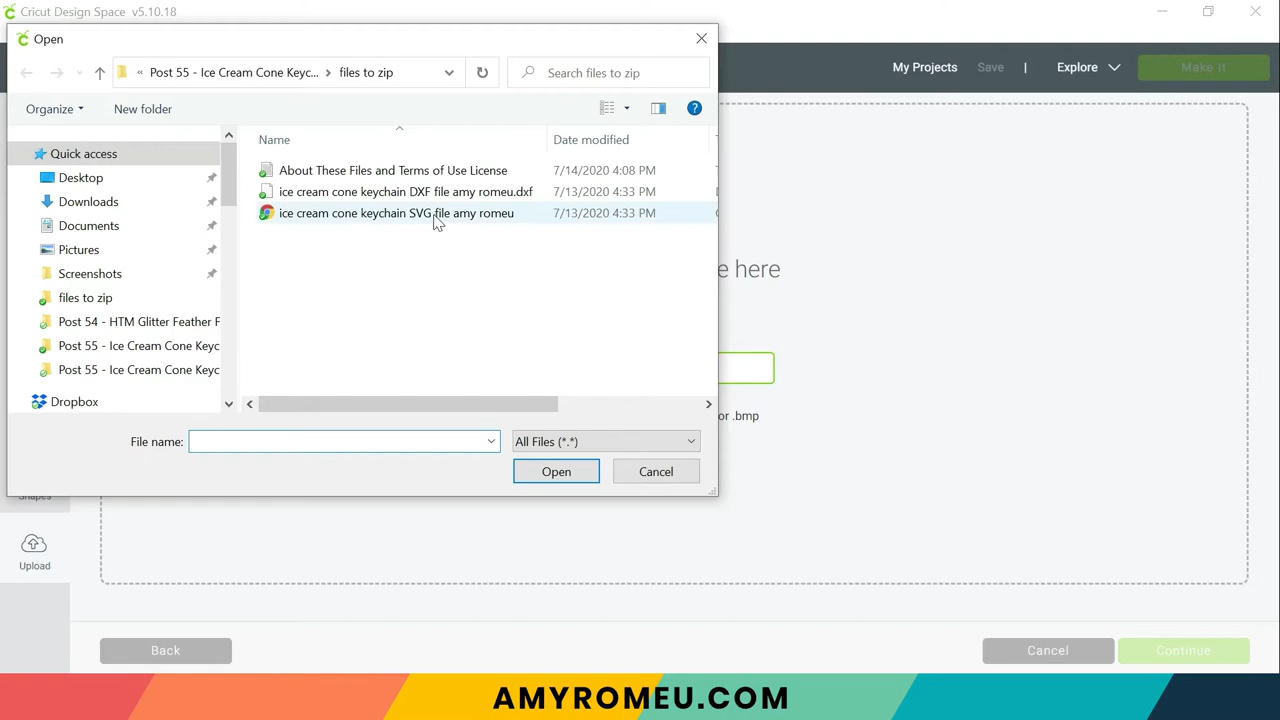 Cricut Design Space v5.10.18
Open
« Post 55 - Ice Cream Cone Keyc... > files to zip
Search files to zip
My Projects
Save
|
Explore
Make It
Organize
New folder
Name
Date modified
Quick access
About These Files and Terms of Use License
7/14/2020 4:08 PM
Desktop
ice cream cone keychain DXF file amy romeu.dxf
7/13/2020 4:33 PM
Downloads
ice cream cone keychain SVG file amy romeu
7/13/2020 4:33 PM
Documents
Pictures
Screenshots
e here
files to zip
Post 54 - HTM Glitter Feather F
Post 55 - Ice Cream Cone Keyc
Post 55 - Ice Cream Cone Keyc
Dropbox
or .bmp
File name:
All Files (*.*)
Open
Cancel
Shapes
Upload
Back
Cancel
Continue
AMYROMEU.COM